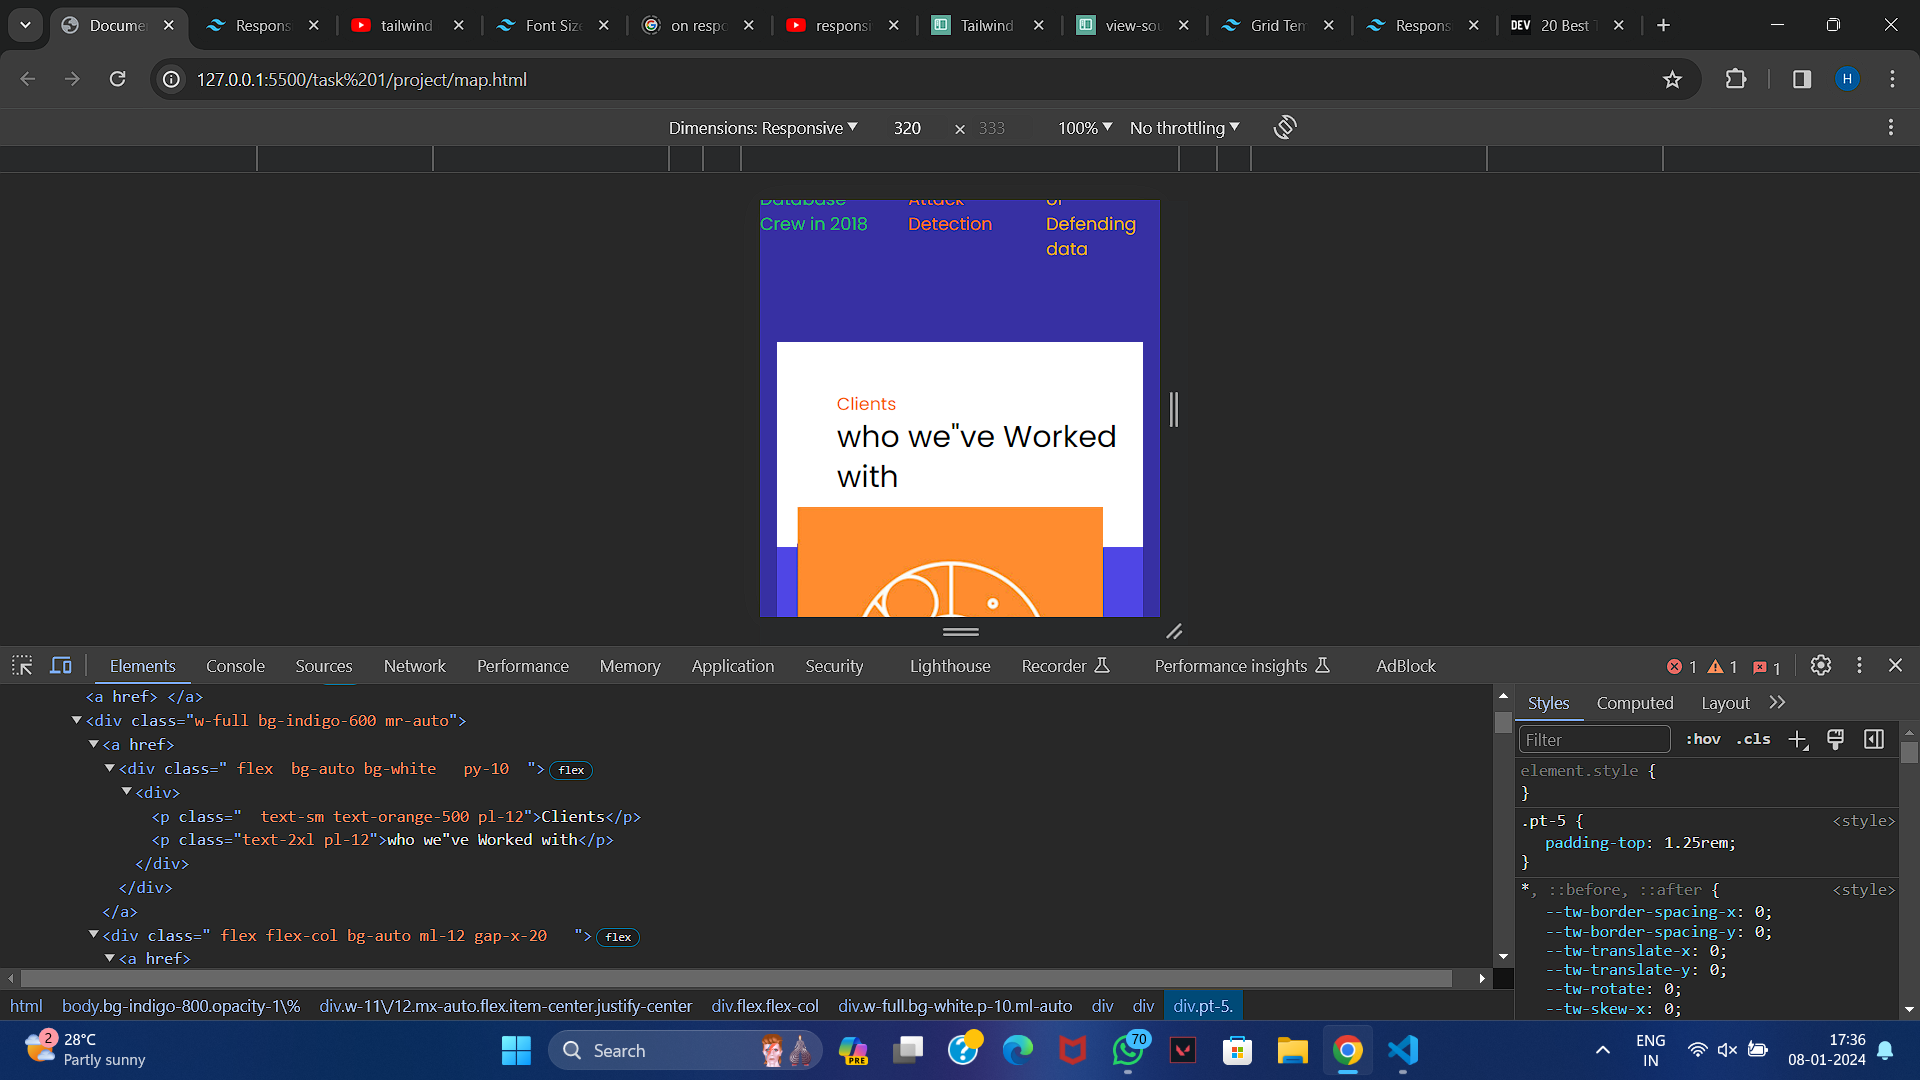 Docume
Respons
tailwind
Font Size
on respo
responsi
Tailwind
view-sou
Grid Tem
Respons
DEV 20 Best T
127.0.0.1:5500/task%201/project/map.html
H
Dimensions: Responsive 320 × 333 100% No throttling
Database
Crew in 2018
Attack
Detection
of
Defending
data
Clients
who we"ve Worked
with
Elements Console Sources Network Performance Memory Application Security Lighthouse Recorder Performance insights AdBlock 1 1 1
<a href> </a>
<div class="w-full bg-indigo-600 mr-auto">
<a href>
<div class=" flex  bg-auto bg-white   py-10  "> flex
<div>
<p class="  text-sm text-orange-500 pl-12">Clients</p>
<p class="text-2xl pl-12">who we"ve Worked with</p>
</div>
</div>
</a>
<div class=" flex flex-col bg-auto ml-12 gap-x-20   "> flex
<a href>
html body.bg-indigo-800.opacity-1\% div.w-11\/12.mx-auto.flex.item-center.justify-center div.flex.flex-col div.w-full.bg-white.p-10.ml-auto div div div.pt-5.
Styles Computed Layout
Filter :hov .cls
element.style {
}
.pt-5 { <style>
padding-top: 1.25rem;
}
*, ::before, ::after { <style>
--tw-border-spacing-x: 0;
--tw-border-spacing-y: 0;
--tw-translate-x: 0;
--tw-translate-y: 0;
--tw-rotate: 0;
--tw-skew-x: 0;
2
28°C
Partly sunny
Search
PRE
70
ENG
IN
17:36
08-01-2024